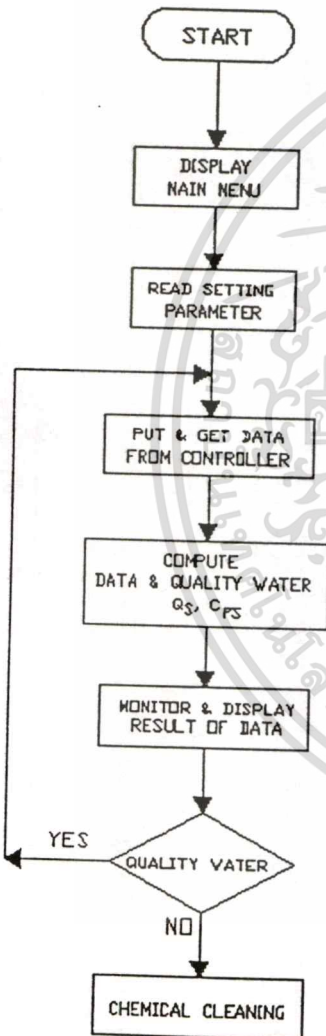 START
DISPLAY
NAIN NENU
READ SETTING
PARAMETER
PUT & GET DATA
FROM CONTROLLER
COMPUTE
DATA & QUALITY WATER
QS, CPS
MONITOR & DISPLAY
RESULT OF DATA
YES
QUALITY WATER
NO
CHEMICAL CLEANING